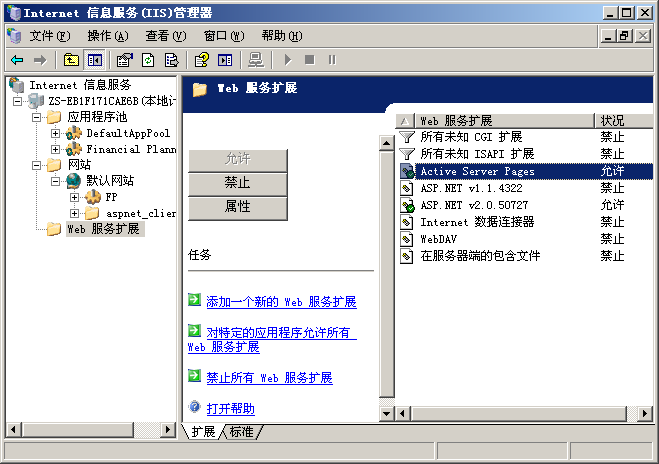 Internet 信息服务(IIS)管理器
文件(F) 操作(A) 查看(V) 窗口(W) 帮助(H)
Internet 信息服务
ZS-EB1F171CAE6B(本地计
应用程序池
DefaultAppPool
Financial Plann
网站
默认网站
FP
aspnet_clien
Web 服务扩展
Web 服务扩展
允许
禁止
属性
任务
添加一个新的 Web 服务扩展
对特定的应用程序允许所有
Web 服务扩展
禁止所有 Web 服务扩展
打开帮助
Web 服务扩展 状况
所有未知 CGI 扩展 禁止
所有未知 ISAPI 扩展 禁止
Active Server Pages 允许
ASP.NET v1.1.4322 禁止
ASP.NET v2.0.50727 允许
Internet 数据连接器 禁止
WebDAV 禁止
在服务器端的包含文件 禁止
扩展 标准